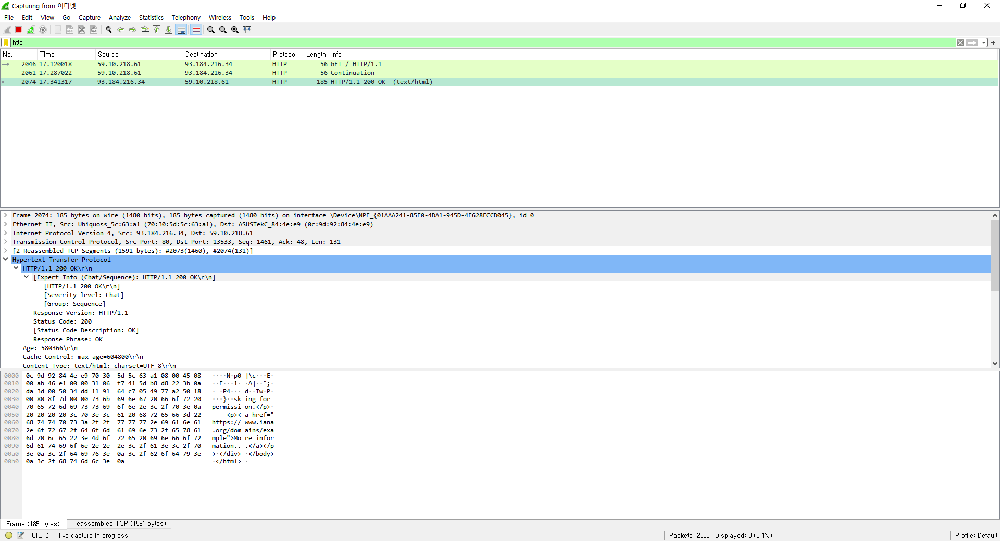 Capturing from 이더넷
File Edit View Go Capture Analyze Statistics Telephony Wireless Tools Help
http
No. Time Source Destination Protocol Length Info
2046 17.120018 59.10.218.61 93.184.216.34 HTTP 56 GET / HTTP/1.1
2061 17.287022 59.10.218.61 93.184.216.34 HTTP 56 Continuation
2074 17.341317 93.184.216.34 59.10.218.61 HTTP 185 HTTP/1.1 200 OK (text/html)
Frame 2074: 185 bytes on wire (1480 bits), 185 bytes captured (1480 bits) on interface \Device\NPF_{01AAA241-85E0-4DA1-945D-4F628FCCD045}, id 0
Ethernet II, Src: Ubiquoss_5c:63:a1 (70:30:5d:5c:63:a1), Dst: ASUSTekC_84:4e:e9 (0c:9d:92:84:4e:e9)
Internet Protocol Version 4, Src: 93.184.216.34, Dst: 59.10.218.61
Transmission Control Protocol, Src Port: 80, Dst Port: 13533, Seq: 1461, Ack: 48, Len: 131
[2 Reassembled TCP Segments (1591 bytes): #2073(1460), #2074(131)]
Hypertext Transfer Protocol
HTTP/1.1 200 OK\r\n
[Expert Info (Chat/Sequence): HTTP/1.1 200 OK\r\n]
[HTTP/1.1 200 OK\r\n]
[Severity level: Chat]
[Group: Sequence]
Response Version: HTTP/1.1
Status Code: 200
[Status Code Description: OK]
Response Phrase: OK
Age: 580366\r\n
Cache-Control: max-age=604800\r\n
Content-Type: text/html; charset=UTF-8\r\n
0000 0c 9d 92 84 4e e9 70 30 5d 5c 63 a1 08 00 45 08 ····N·p0 ]\c···E·
0010 00 ab 46 e1 00 00 31 06 f7 41 5d b8 d8 22 3b 0a ··F···1· ·A]··";·
0020 da 3d 00 50 34 dd 11 91 64 c7 05 49 77 a2 50 18 ·=·P4··· d··Iw·P·
0030 00 80 8f 7d 00 00 73 6b 69 6e 67 20 66 6f 72 20 ···}··sk ing for
0040 70 65 72 6d 69 73 73 69 6f 6e 2e 3c 2f 70 3e 0a permissi on.</p>·
0050 20 20 20 20 3c 70 3e 3c 61 20 68 72 65 66 3d 22 <p>< a href="
0060 68 74 74 70 73 3a 2f 2f 77 77 77 2e 69 61 6e 61 https:// www.iana
0070 2e 6f 72 67 2f 64 6f 6d 61 69 6e 73 2f 65 78 61 .org/dom ains/exa
0080 6d 70 6c 65 22 3e 4d 6f 72 65 20 69 6e 66 6f 72 mple">Mo re infor
0090 6d 61 74 69 6f 6e 2e 2e 2e 3c 2f 61 3e 3c 2f 70 mation.. .</a></p
00a0 3e 0a 3c 2f 64 69 76 3e 0a 3c 2f 62 6f 64 79 3e >·</div> ·</body>
00b0 0a 3c 2f 68 74 6d 6c 3e 0a ·</html> ·
Frame (185 bytes) Reassembled TCP (1591 bytes)
이더넷: <live capture in progress> Packets: 2558 · Displayed: 3 (0,1%) Profile: Default